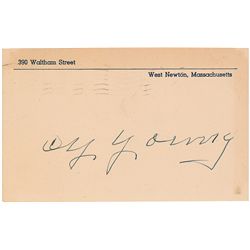 390 Waltham Street
West Newton, Massachusetts
Cy Young